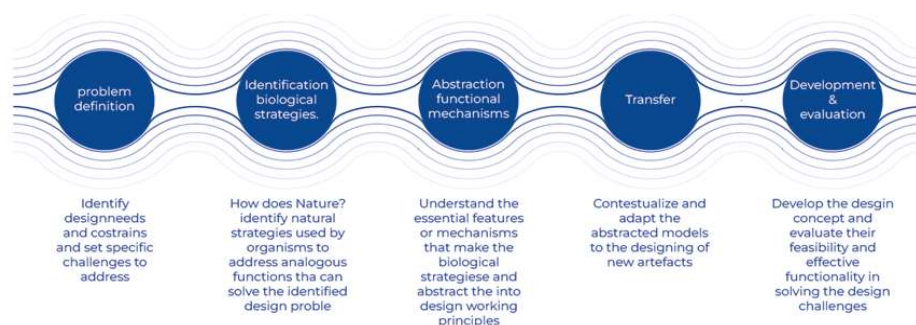 problem
definition
Identification
biological
strategies.
Abstraction
functional
mechanisms
Transfer
Development
&
evaluation
Identify
designneeds
and costrains
and set specific
challenges to
address
How does Nature?
identify natural
strategies used by
organisms to
address analogous
functions tha can
solve the identified
design proble
Understand the
essential features
or mechanisms
that make the
biological
strategiese and
abstract the into
design working
principles
Contestualize and
adapt the
abstracted models
to the designing of
new artefacts
Develop the desgin
concept and
evaluate their
feasibility and
effective
functionality in
solving the design
challenges